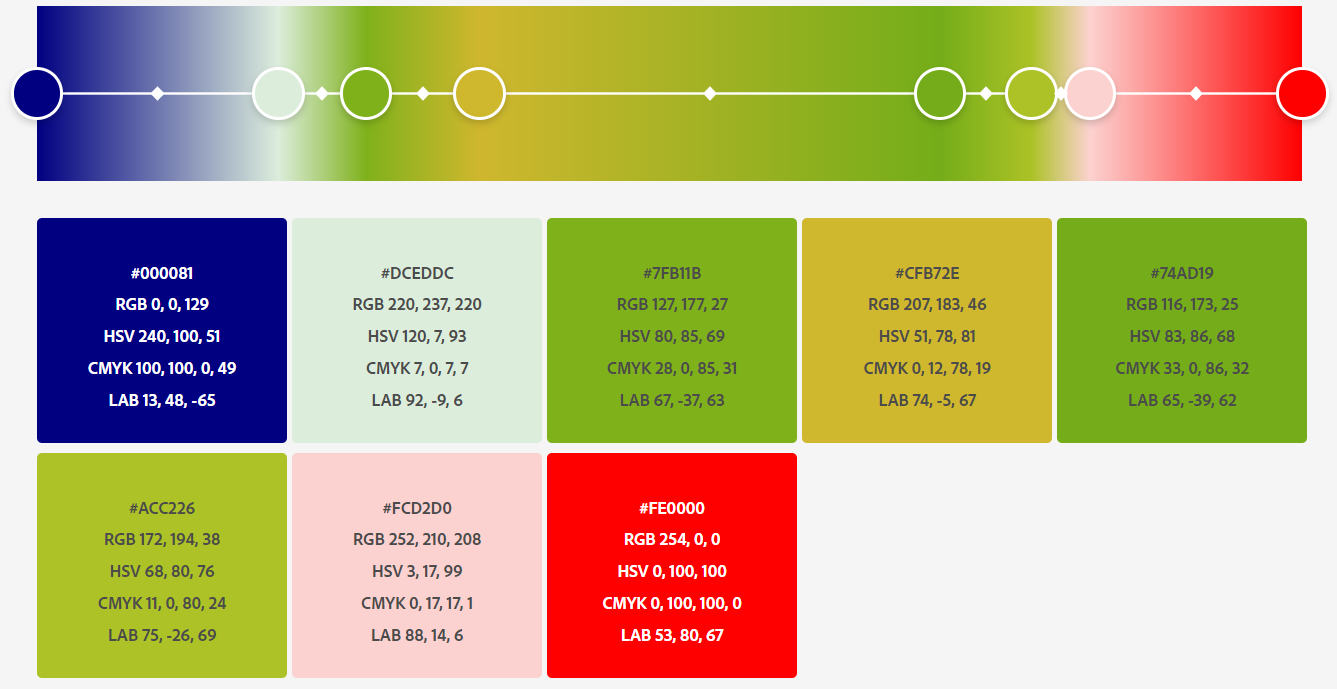 #000081
RGB 0, 0, 129
HSV 240, 100, 51
CMYK 100, 100, 0, 49
LAB 13, 48, -65
#DCEDDC
RGB 220, 237, 220
HSV 120, 7, 93
CMYK 7, 0, 7, 7
LAB 92, -9, 6
#7FB11B
RGB 127, 177, 27
HSV 80, 85, 69
CMYK 28, 0, 85, 31
LAB 67, -37, 63
#CFB72E
RGB 207, 183, 46
HSV 51, 78, 81
CMYK 0, 12, 78, 19
LAB 74, -5, 67
#74AD19
RGB 116, 173, 25
HSV 83, 86, 68
CMYK 33, 0, 86, 32
LAB 65, -39, 62
#ACC226
RGB 172, 194, 38
HSV 68, 80, 76
CMYK 11, 0, 80, 24
LAB 75, -26, 69
#FCD2D0
RGB 252, 210, 208
HSV 3, 17, 99
CMYK 0, 17, 17, 1
LAB 88, 14, 6
#FE0000
RGB 254, 0, 0
HSV 0, 100, 100
CMYK 0, 100, 100, 0
LAB 53, 80, 67